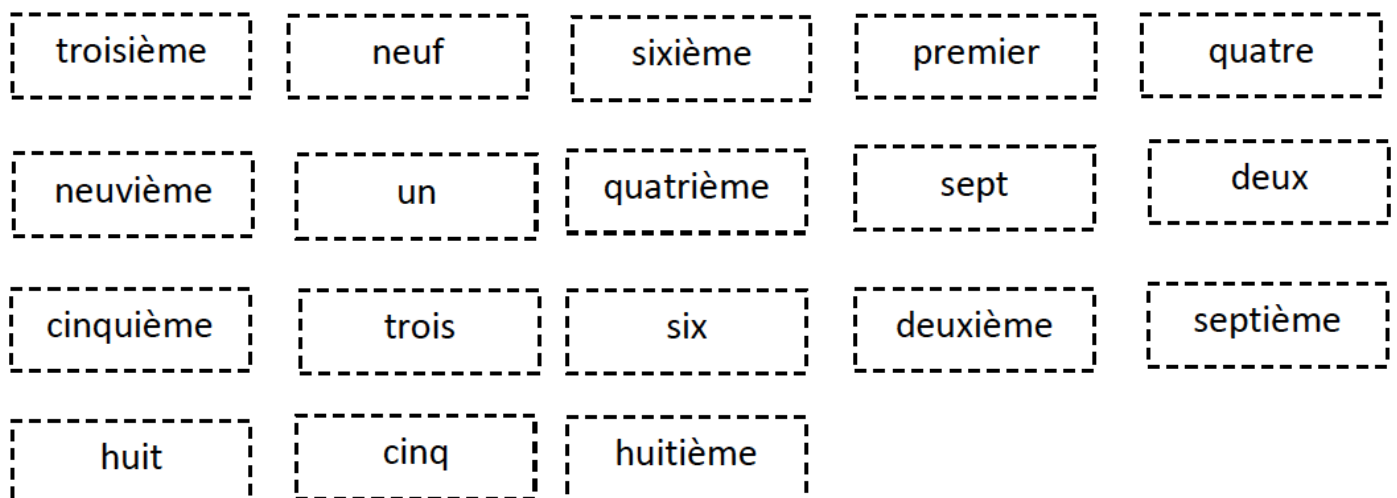 troisième neuf sixième premier quatre
neuvième un quatrième sept deux
cinquième trois six deuxième septième
huit cinq huitième